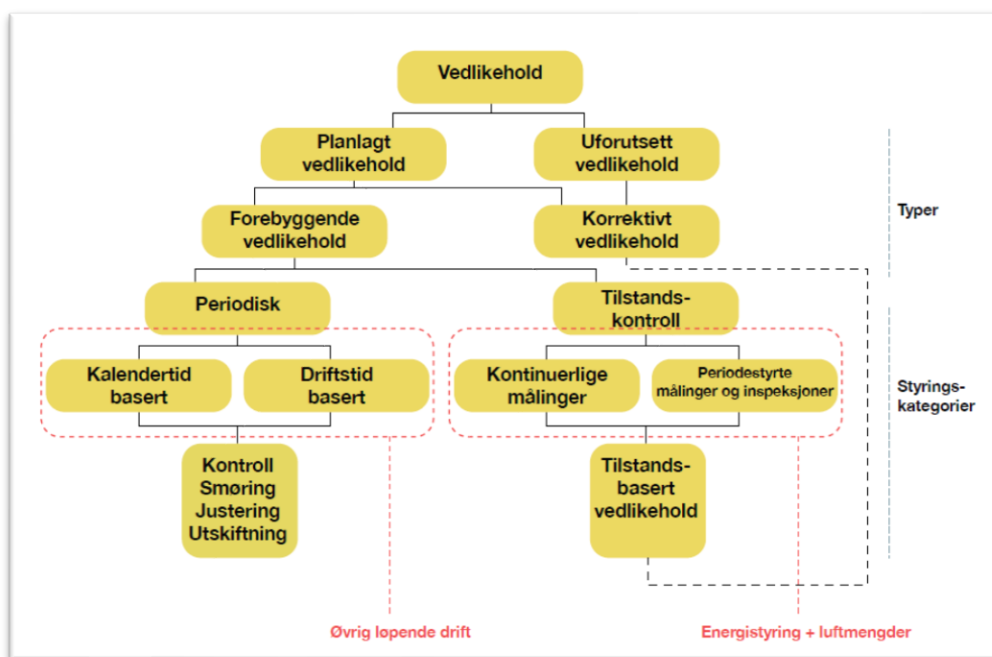 Vedlikehold
Planlagt
vedlikehold
Uforutsett
vedlikehold
Typer
Forebyggende
vedlikehold
Korrektivt
vedlikehold
Periodisk
Tilstands-
kontroll
Kalendertid
basert
Driftstid
basert
Kontinuerlige
målinger
Periodestyrte
målinger og inspeksjoner
Styrings-
kategorier
Kontroll
Smøring
Justering
Utskiftning
Tilstands-
basert
vedlikehold
Øvrig løpende drift
Energistyring + luftmengder